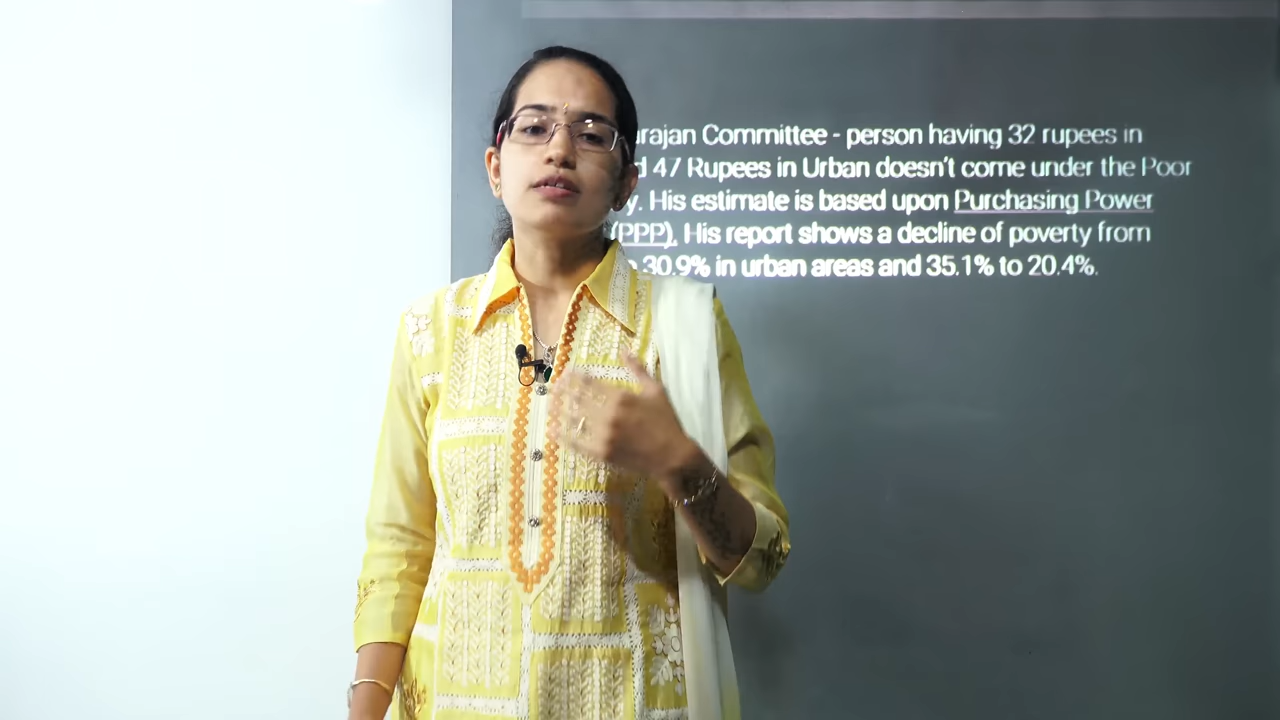 arajan Committee - person having 32 rupees in
d 47 Rupees in Urban doesn't come under the Poor
y. His estimate is based upon Purchasing Power
(PPP). His report shows a decline of poverty from
30.9% in urban areas and 35.1% to 20.4%.